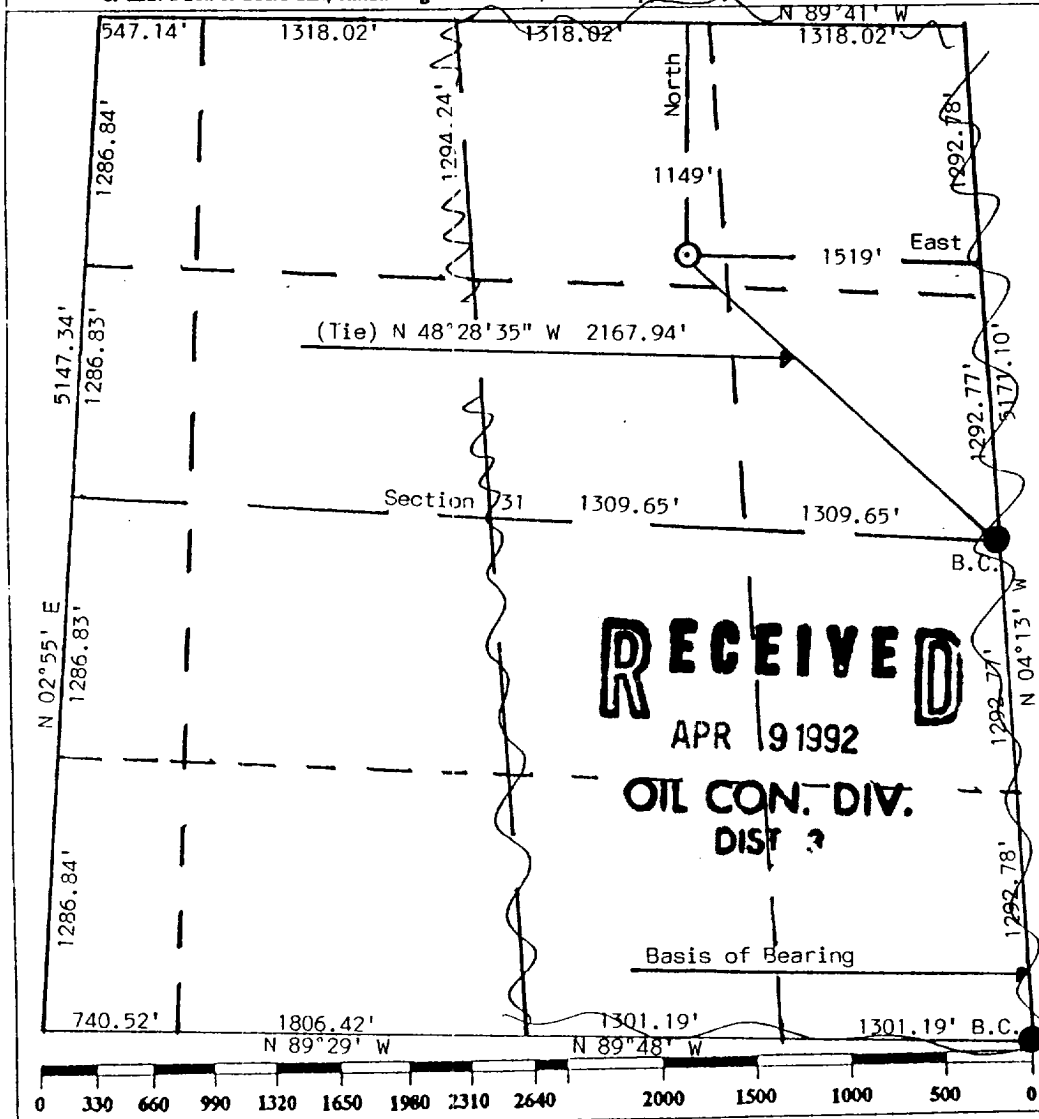 N 89°41' W
547.14' 1318.02' 1318.02' 1318.02'
North
1286.84' 1294.24' 1292.78'
1149'
East
1519'
(Tie) N 48°28'35" W 2167.94'
5147.34' 1286.83' 1292.77' 5171.10'
Section 31 1309.65' 1309.65'
B.C.
N 02°55' E 1286.83' 1292.77' N 04°13' W
RECEIVED
APR 9 1992
OIL CON. DIV.
DIST. 3
1286.84' 1292.78'
Basis of Bearing
740.52' 1806.42' 1301.19' 1301.19' B.C.
N 89°29' W N 89°48' W
0 330 660 990 1320 1650 1980 2310 2640 2000 1500 1000 500 0